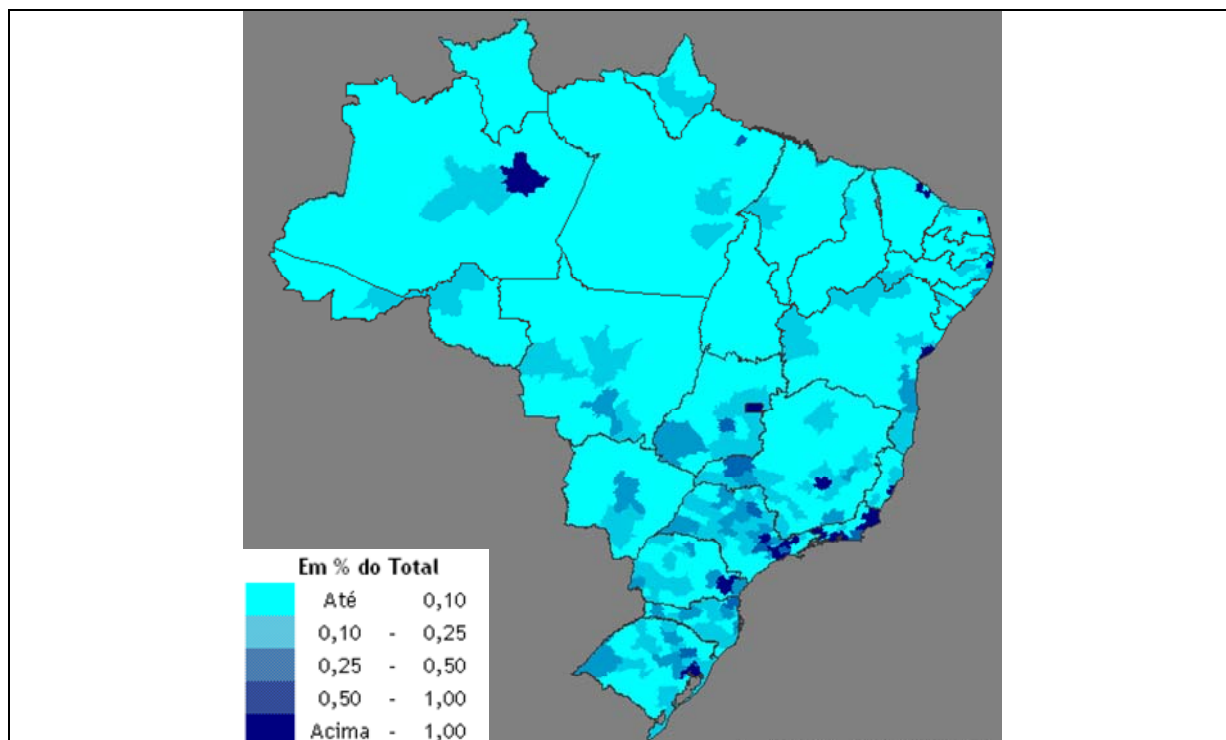 Em % do Total
Até 0,10
0,10 - 0,25
0,25 - 0,50
0,50 - 1,00
Acima - 1,00